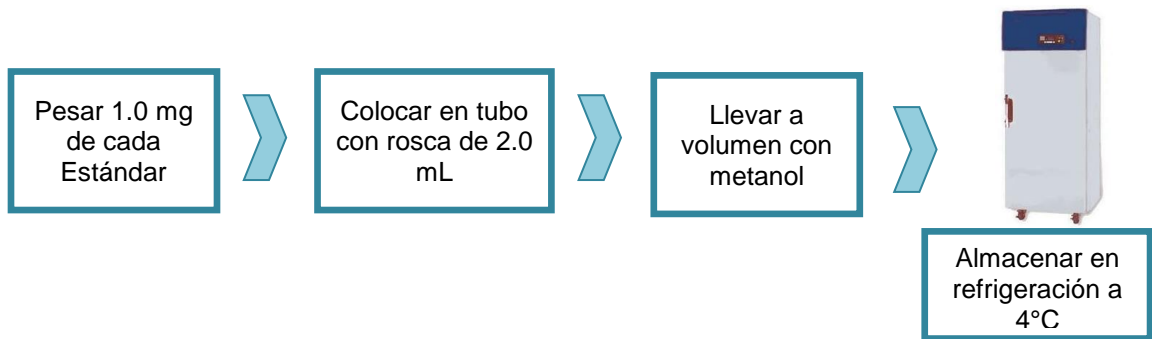 Pesar 1.0 mg
de cada
Estándar
Colocar en tubo
con rosca de 2.0
mL
Llevar a
volumen con
metanol
Almacenar en
refrigeración a
4°C